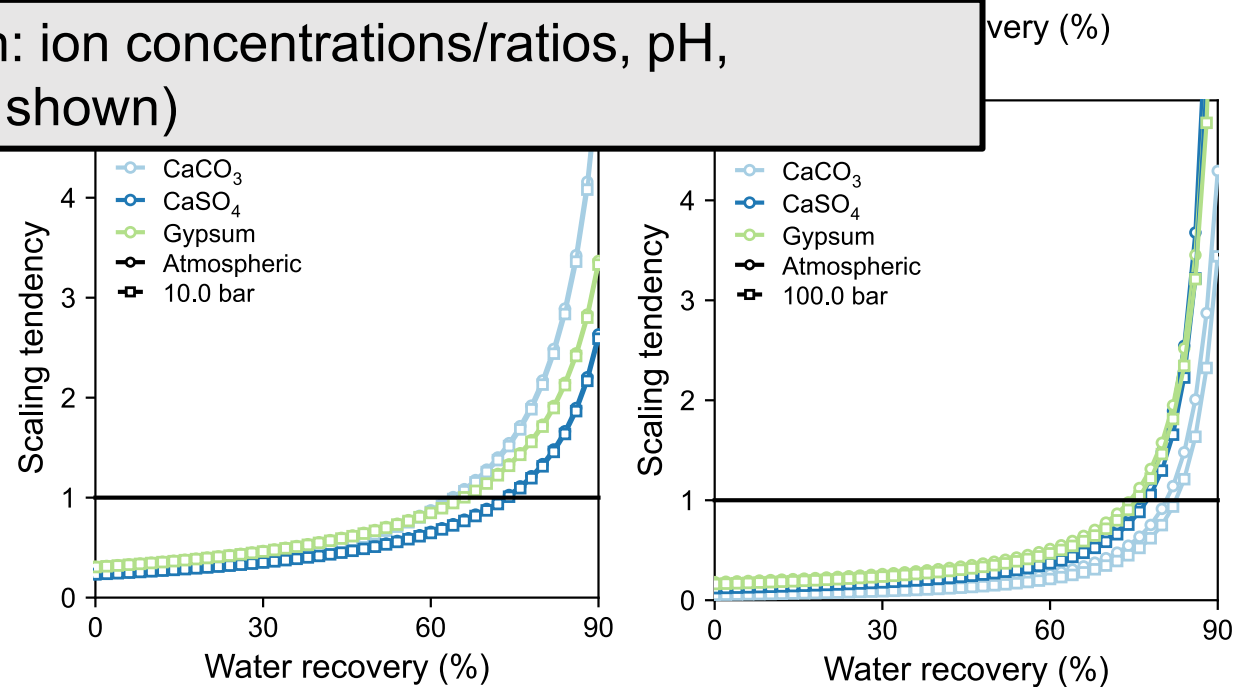 : ion concentrations/ratios, pH,
shown)
very (%)
CaCO₃
CaSO₄
Gypsum
Atmospheric
10.0 bar
4
3
2
1
0
0 30 60 90
Scaling tendency
Water recovery (%)
CaCO₃
CaSO₄
Gypsum
Atmospheric
100.0 bar
4
3
2
1
0
0 30 60 90
Scaling tendency
Water recovery (%)